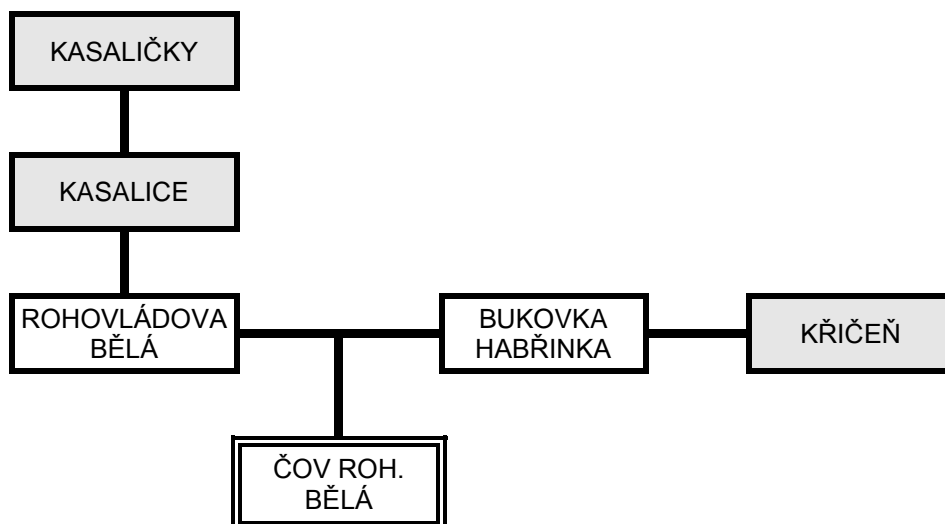 KASALIČKY
KASALICE
ROHOVLÁDOVA
BĚLÁ
BUKOVKA
HABŘINKA
KŘIČEŇ
ČOV ROH.
BĚLÁ